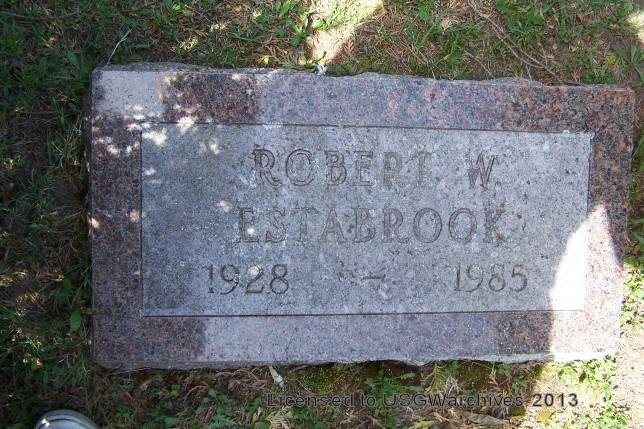 ROBERT W
ESTABROOK
1928 - 1985
Licensed to USGWarchives 2013